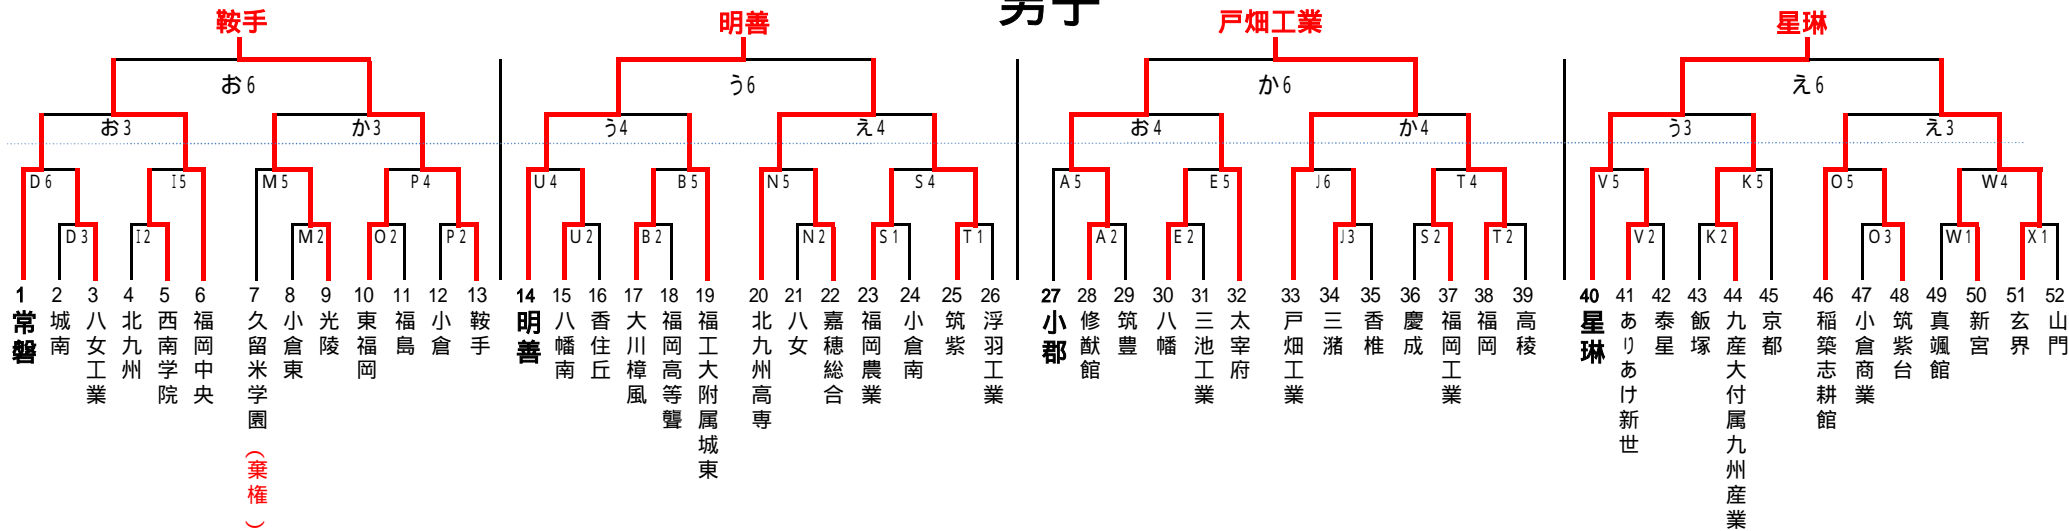 男子
鞍手
明善
戸畑工業
星琳
お6
う6
か6
え6
お3
か3
う4
え4
お4
か4
う3
え3
D6
I5
M5
P4
U4
B5
N5
S4
A5
E5
J6
T4
V5
K5
O5
W4
D3
I2
M2
O2
P2
U2
B2
N2
S1
T1
A2
E2
J3
S2
T2
V2
K2
O3
W1
X1
1 常磐
2 城南
3 八女工業
4 北九州
5 西南学院
6 福岡中央
7 久留米学園（棄権）
8 小倉東
9 光陵
10 東福岡
11 福島
12 小倉
13 鞍手
14 明善
15 八幡南
16 香住丘
17 大川樟風
18 福岡高等聾
19 福工大附属城東
20 北九州高専
21 八女
22 嘉穂総合
23 福岡農業
24 小倉南
25 筑紫
26 浮羽工業
27 小郡
28 修猷館
29 筑豊
30 八幡
31 三池工業
32 太宰府
33 戸畑工業
34 三潴
35 香椎
36 慶成
37 福岡工業
38 福岡
39 高稜
40 星琳
41 ありあけ新世
42 泰星
43 飯塚
44 九産大付属九州産業
45 京都
46 稲築志耕館
47 小倉商業
48 筑紫台
49 真颯館
50 新宮
51 玄界
52 山門